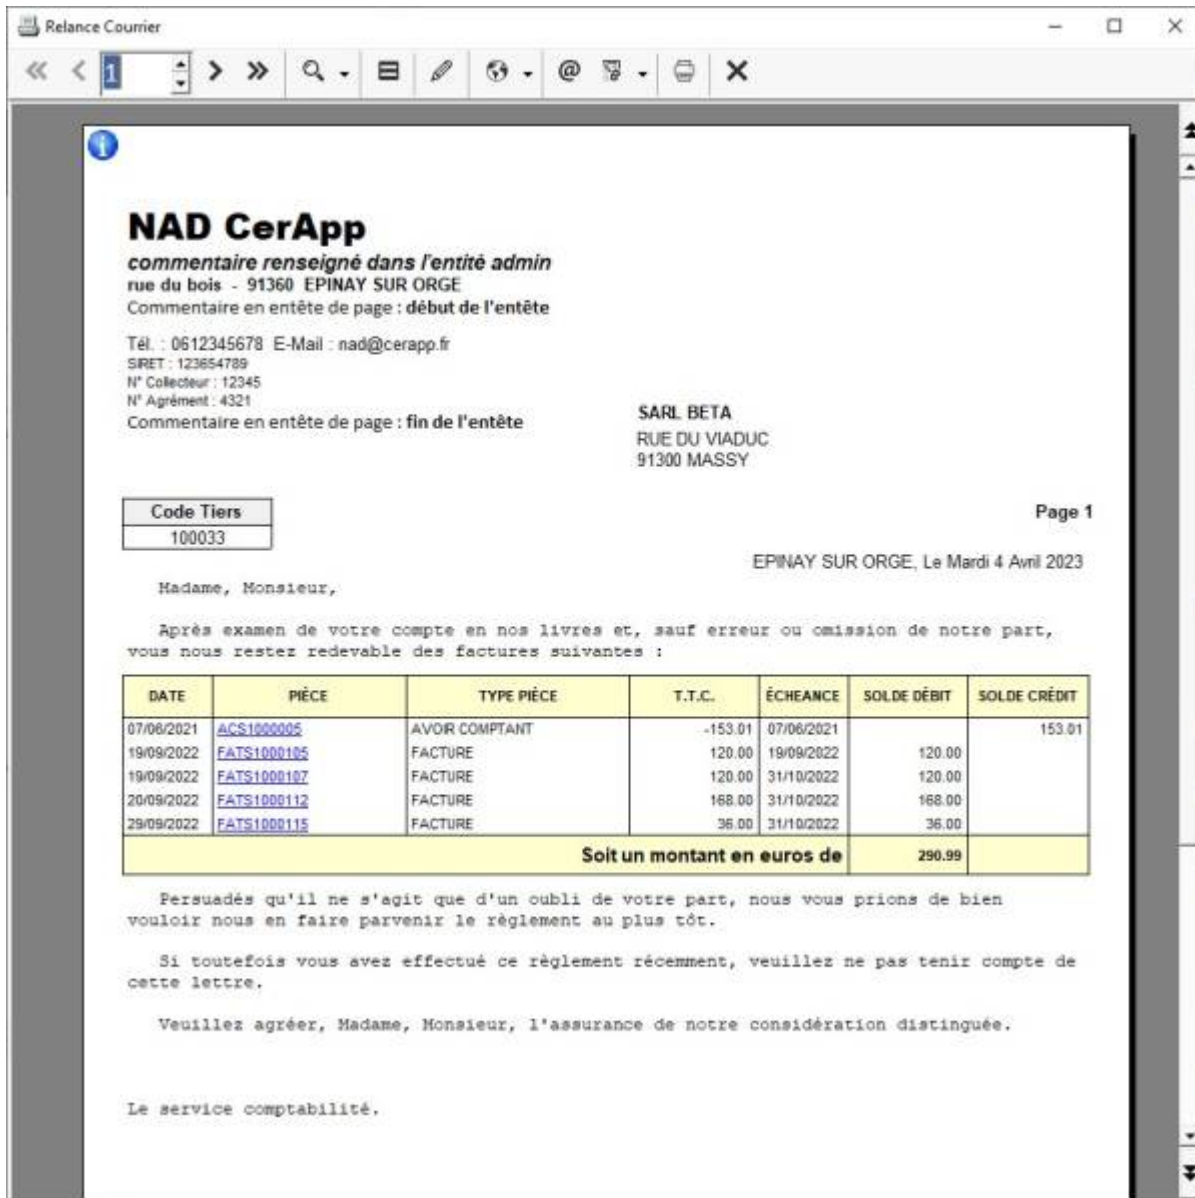 Relance Courrier
1
NAD CerApp
commentaire renseigné dans l'entité admin
rue du bois - 91360 EPINAY SUR ORGE
Commentaire en entête de page : début de l'entête
Tél. : 0612345678 E-Mail : nad@cerapp.fr
SIRET : 123654789
N° Collecteur : 12345
N° Agrément : 4321
Commentaire en entête de page : fin de l'entête
SARL BETA
RUE DU VIADUC
91300 MASSY
Code Tiers
100033
Page 1
EPINAY SUR ORGE, Le Mardi 4 Avril 2023
Madame, Monsieur,
Après examen de votre compte en nos livres et, sauf erreur ou omission de notre part,
vous nous restez redevable des factures suivantes :
DATE PIÈCE TYPE PIÈCE T.T.C. ÉCHEANCE SOLDE DÉBIT SOLDE CRÉDIT
07/06/2021 ACS1000005 AVOIR COMPTANT -153.01 07/06/2021 153.01
19/09/2022 FATS1000105 FACTURE 120.00 19/09/2022 120.00
19/09/2022 FATS1000107 FACTURE 120.00 31/10/2022 120.00
20/09/2022 FATS1000112 FACTURE 168.00 31/10/2022 168.00
29/09/2022 FATS1000115 FACTURE 36.00 31/10/2022 36.00
Soit un montant en euros de 290.99
Persuadés qu'il ne s'agit que d'un oubli de votre part, nous vous prions de bien
vouloir nous en faire parvenir le règlement au plus tôt.
Si toutefois vous avez effectué ce règlement récemment, veuillez ne pas tenir compte de
cette lettre.
Veuillez agréer, Madame, Monsieur, l'assurance de notre considération distinguée.
Le service comptabilité.